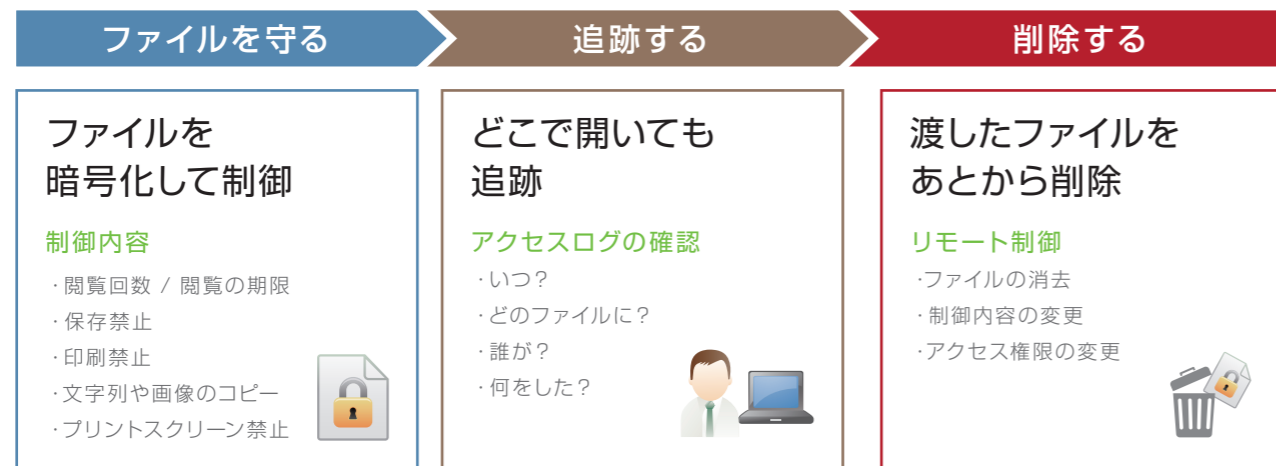 ファイルを守る
追跡する
削除する
ファイルを
暗号化して制御
制御内容
・閲覧回数 / 閲覧の期限
・保存禁止
・印刷禁止
・文字列や画像のコピー
・プリントスクリーン禁止
どこで開いても
追跡
アクセスログの確認
・いつ？
・どのファイルに？
・誰が？
・何をした？
渡したファイルを
あとから削除
リモート制御
・ファイルの消去
・制御内容の変更
・アクセス権限の変更